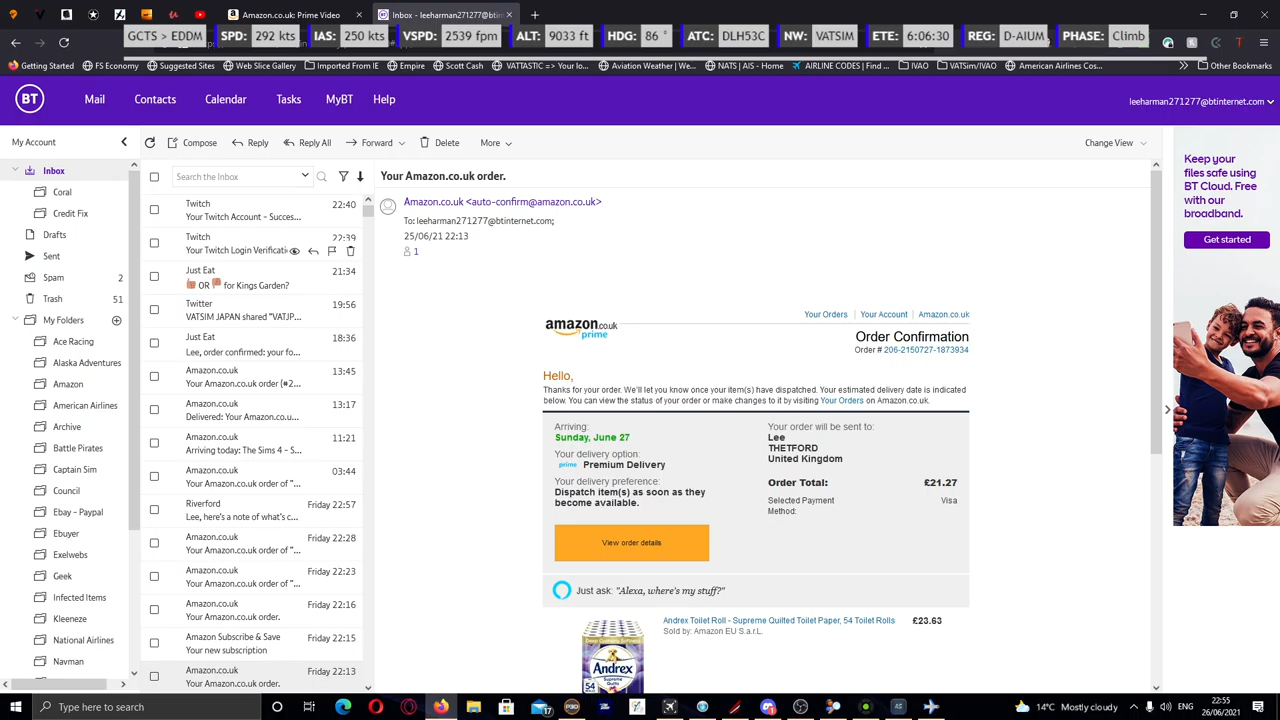 Amazon Prime Video
Inbox - leeharman271277@btinter
GCTS > EDDM SPD: 292 kts IAS: 250 kts VSPD: 2539 fpm ALT: 9033 ft HDG: 86 ° ATC: DLH53C NW: VATSIM ETE: 6:06:30 REG: D-AIUM PHASE: Climb
Getting Started FS Economy Suggested Sites Web Slice Gallery Imported From IE Empire Scott Cash VATTASTIC => Your lo... Aviation Weather | We... NATS | AIS - Home AIRLINE CODES | Find ... IVAO VATSim/IVAO American Airlines Cos... Other Bookmarks
BT Mail Contacts Calendar Tasks MyBT Help leeharman271277@btinternet.com
My Account Compose Reply Reply All Forward Delete More Change View
Inbox
Coral
Credit Fix
Drafts
Sent
Spam 2
Trash 51
My Folders
Ace Racing
Alaska Adventures
Amazon
American Airlines
Archive
Battle Pirates
Captain Sim
Council
Ebay - Paypal
Ebuyer
Exelwebs
Geek
Infected Items
Kleeneze
National Airlines
Navman
Search the Inbox
Twitch 22:40
Your Twitch Account - Succes...
Twitch 22:39
Your Twitch Login Verificati
Just Eat 21:34
OR for Kings Garden?
Twitter 19:56
VATSIM JAPAN shared "VATJP...
Just Eat 18:36
Lee, order confirmed: your fo...
Amazon.co.uk 13:45
Your Amazon.co.uk order (#2...
Amazon.co.uk 13:17
Delivered: Your Amazon.co.u...
Amazon.co.uk 11:21
Arriving today: The Sims 4 - S...
Amazon.co.uk 03:44
Your Amazon.co.uk order of "...
Riverford Friday 22:57
Lee, here's a note of what's c...
Amazon.co.uk Friday 22:28
Your Amazon.co.uk order of "...
Amazon.co.uk Friday 22:23
Your Amazon.co.uk order of "...
Amazon.co.uk Friday 22:16
Your Amazon.co.uk order.
Amazon Subscribe & Save Friday 22:15
Your new subscription
Amazon.co.uk Friday 22:13
Your Amazon.co.uk order.
Your Amazon.co.uk order.
Amazon.co.uk <auto-confirm@amazon.co.uk>
To: leeharman271277@btinternet.com;
25/06/21 22:13
1
Your Orders | Your Account | Amazon.co.uk
amazon.co.uk
prime
Order Confirmation
Order # 206-2150727-1873934
Hello,
Thanks for your order. We'll let you know once your item(s) have dispatched. Your estimated delivery date is indicated
below. You can view the status of your order or make changes to it by visiting Your Orders on Amazon.co.uk.
Arriving:
Sunday, June 27
Your delivery option:
prime Premium Delivery
Your delivery preference:
Dispatch item(s) as soon as they
become available.
View order details
Your order will be sent to:
Lee
THETFORD
United Kingdom
Order Total: £21.27
Selected Payment Visa
Method:
Just ask: "Alexa, where's my stuff?"
Andrex Toilet Roll - Supreme Quilted Toilet Paper, 54 Toilet Rolls £23.63
Sold by: Amazon EU S.a.r.L.
Andrex
54
Keep your
files safe using
BT Cloud. Free
with our
broadband.
Get started
Type here to search
14°C Mostly cloudy
22:55
26/06/2021